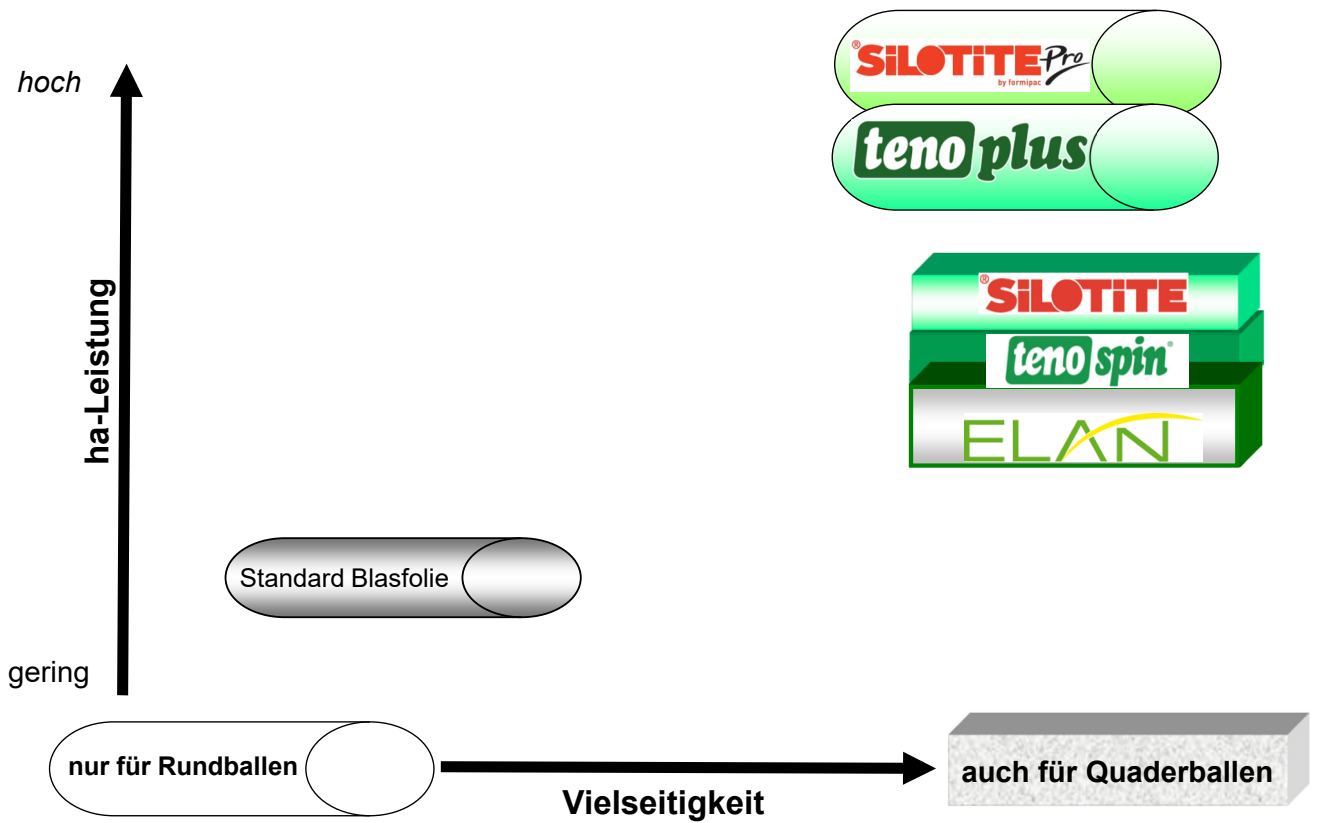 hoch
®SiLOTiTE Pro
by formipac
teno plus
ha-Leistung
®SiLOTiTE
teno spin®
ELAN
Standard Blasfolie
gering
nur für Rundballen
auch für Quaderballen
Vielseitigkeit